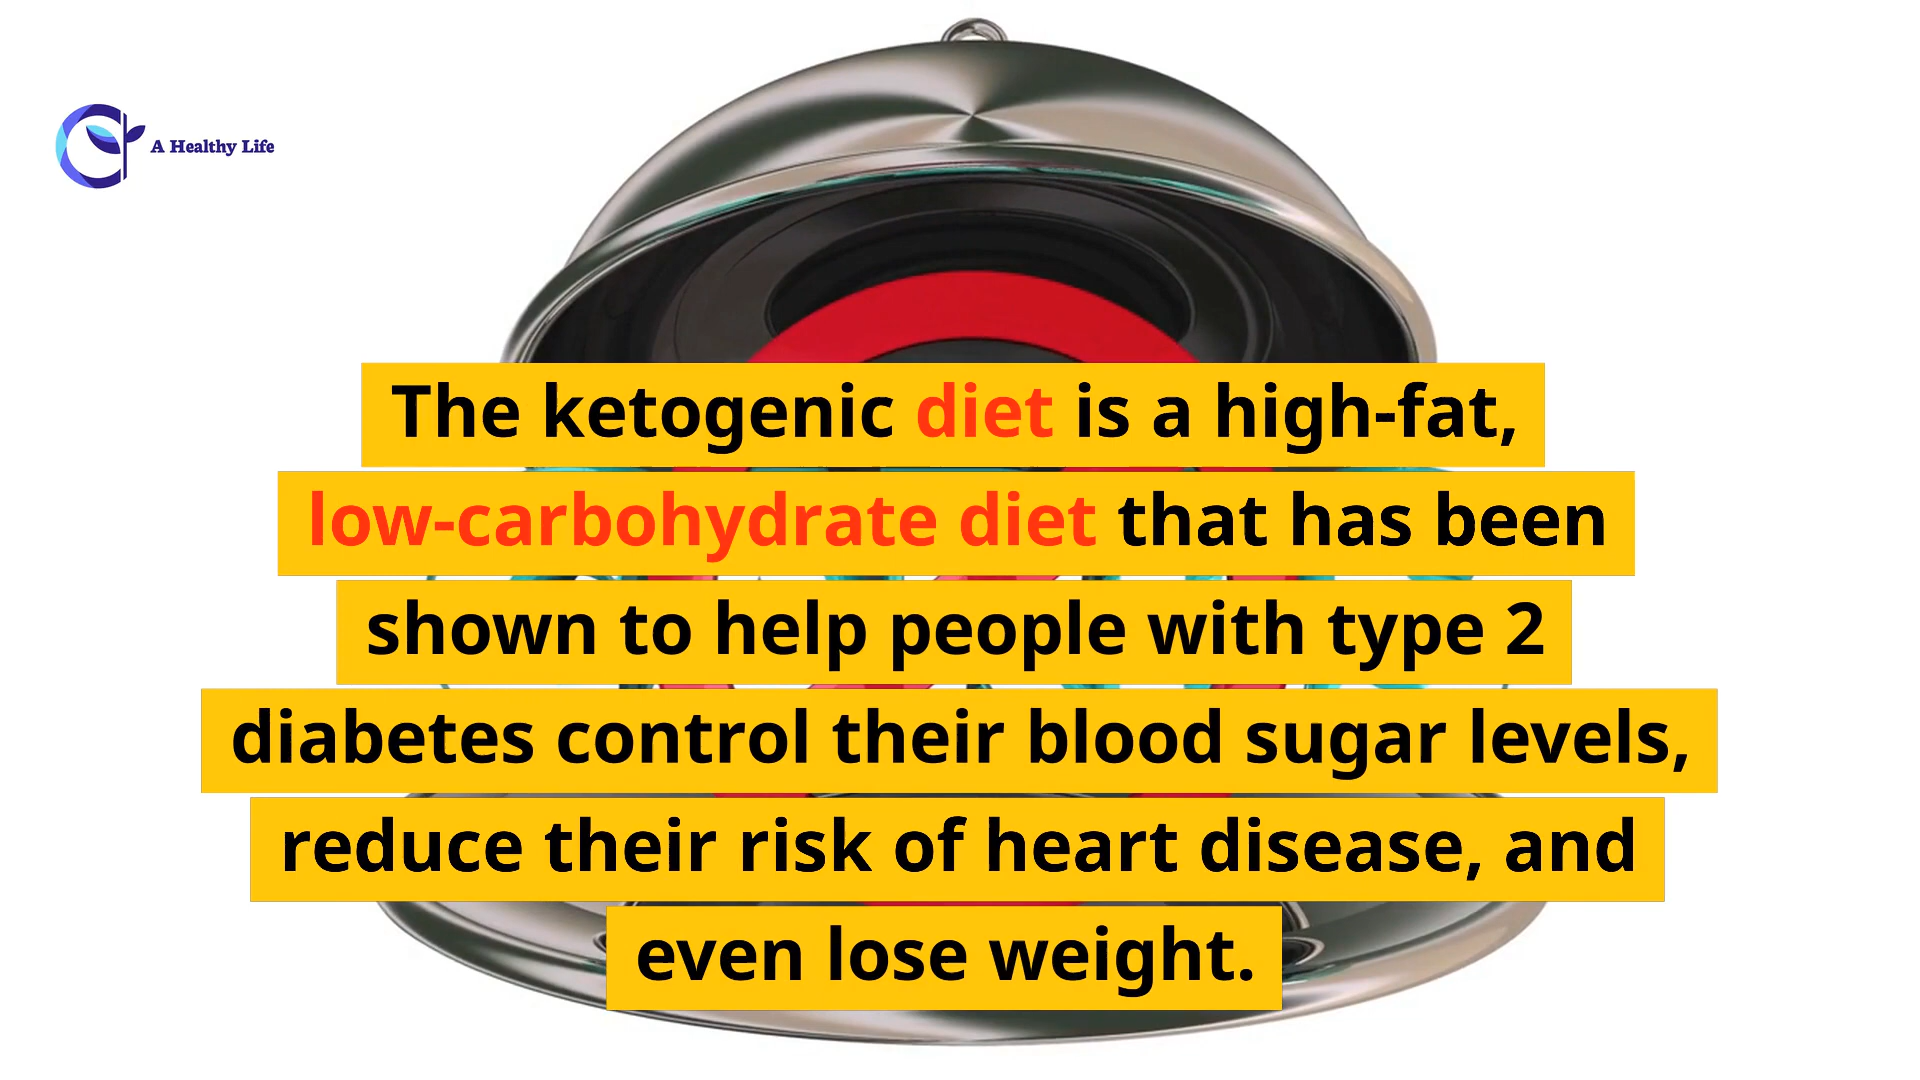 A Healthy Life
The ketogenic diet is a high-fat,
low-carbohydrate diet that has been
shown to help people with type 2
diabetes control their blood sugar levels,
reduce their risk of heart disease, and
even lose weight.